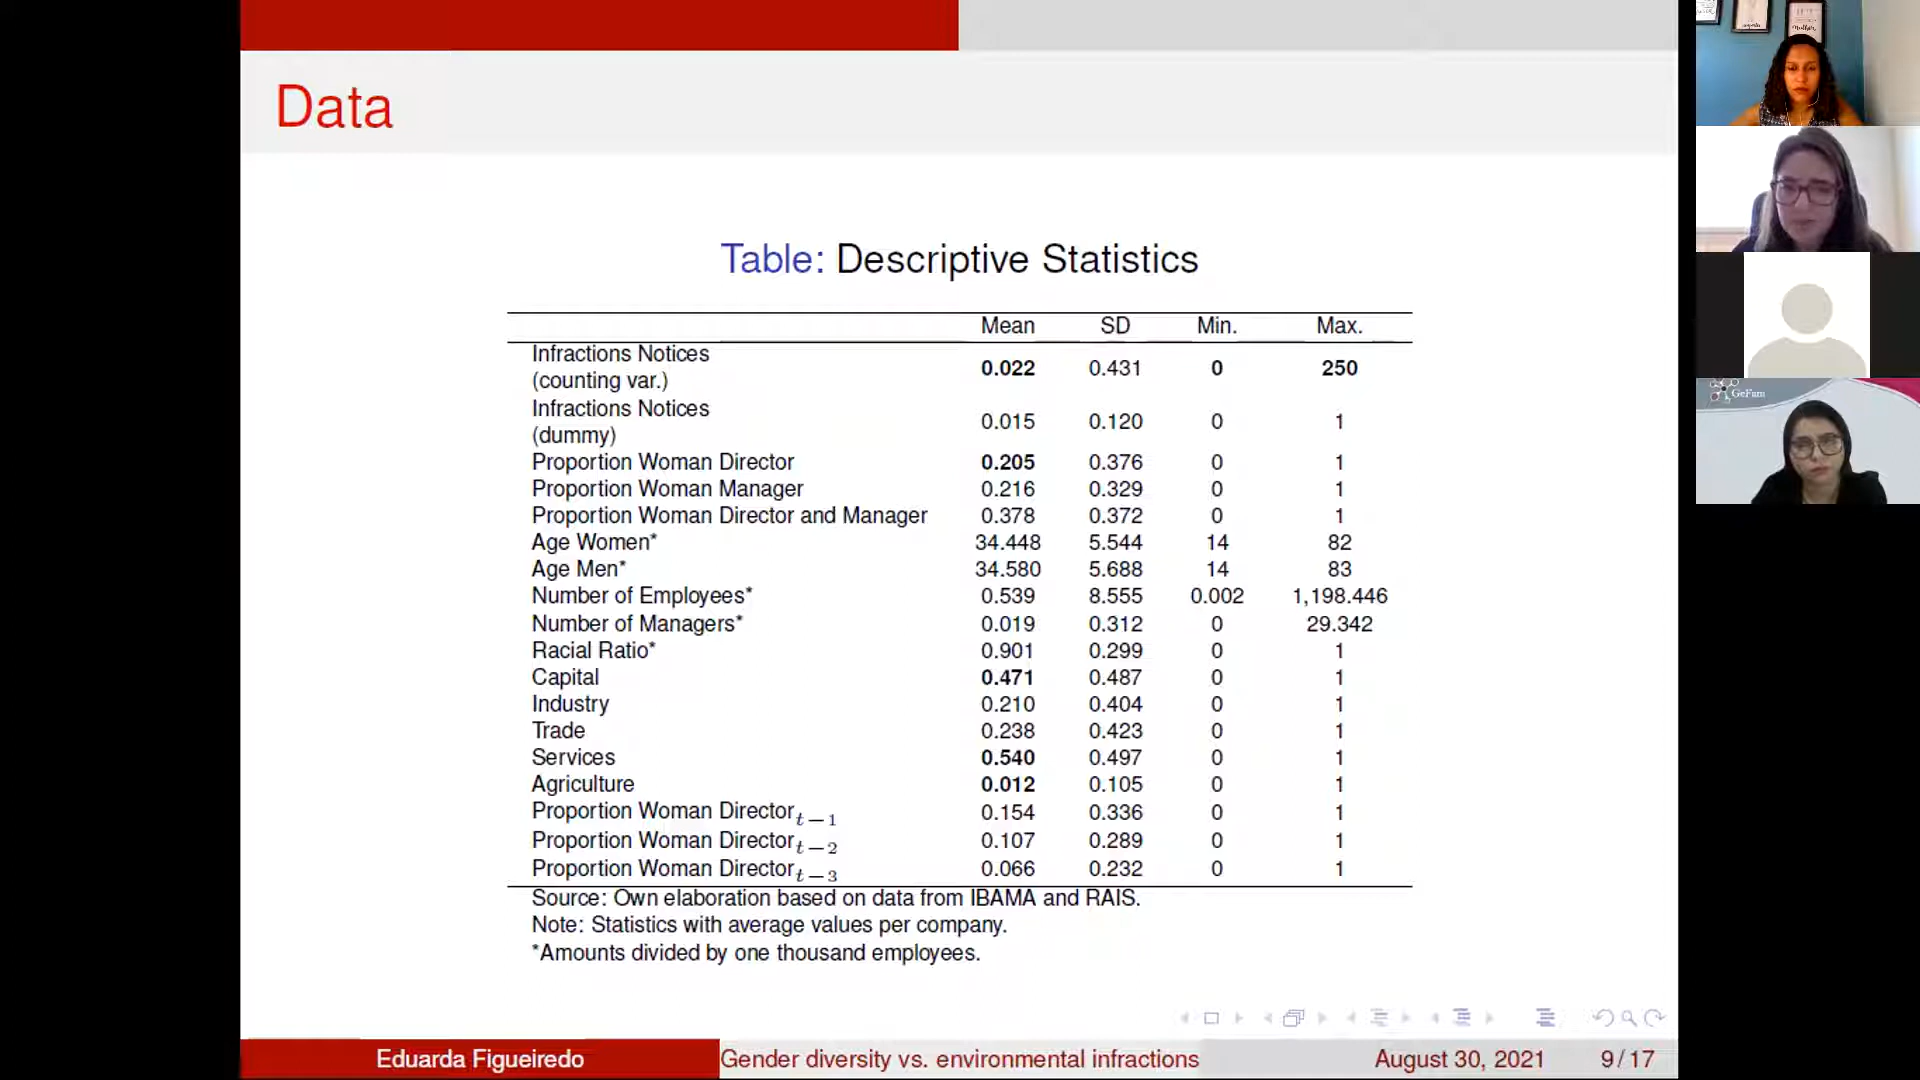 Data
Table: Descriptive Statistics
Mean SD Min. Max.
Infractions Notices
(counting var.) 0.022 0.431 0 250
Infractions Notices
(dummy) 0.015 0.120 0 1
Proportion Woman Director 0.205 0.376 0 1
Proportion Woman Manager 0.216 0.329 0 1
Proportion Woman Director and Manager 0.378 0.372 0 1
Age Women* 34.448 5.544 14 82
Age Men* 34.580 5.688 14 83
Number of Employees* 0.539 8.555 0.002 1,198.446
Number of Managers* 0.019 0.312 0 29.342
Racial Ratio* 0.901 0.299 0 1
Capital 0.471 0.487 0 1
Industry 0.210 0.404 0 1
Trade 0.238 0.423 0 1
Services 0.540 0.497 0 1
Agriculture 0.012 0.105 0 1
Proportion Woman Director t−1 0.154 0.336 0 1
Proportion Woman Director t−2 0.107 0.289 0 1
Proportion Woman Director t−3 0.066 0.232 0 1
Source: Own elaboration based on data from IBAMA and RAIS.
Note: Statistics with average values per company.
*Amounts divided by one thousand employees.
Eduarda Figueiredo Gender diversity vs. environmental infractions August 30, 2021 9/17
GeFam